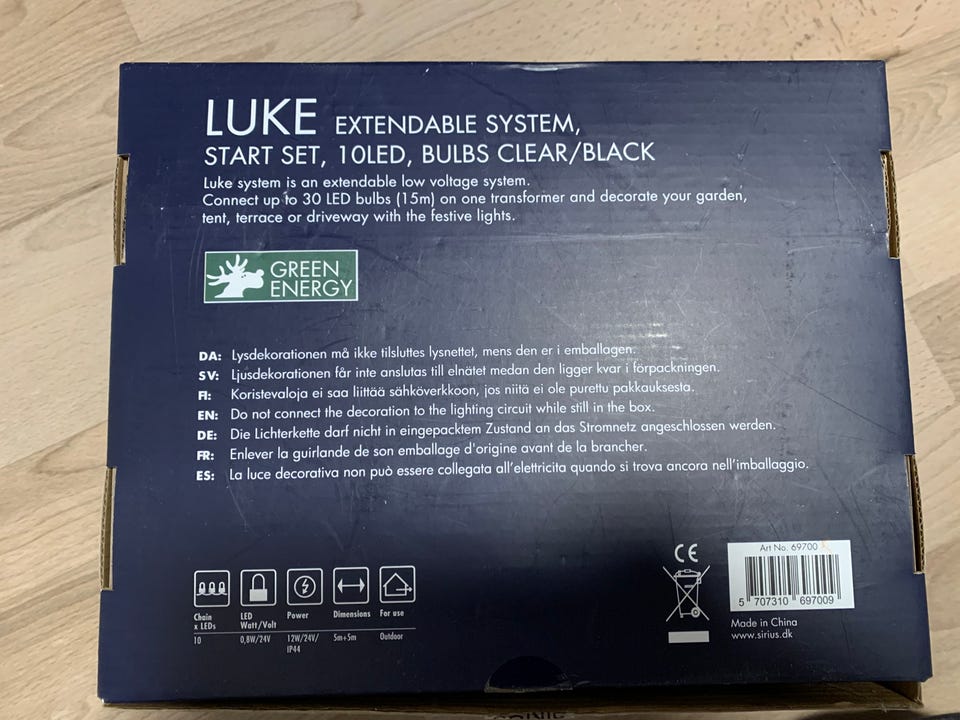 LUKE EXTENDABLE SYSTEM,
START SET, 10LED, BULBS CLEAR/BLACK
Luke system is an extendable low voltage system.
Connect up to 30 LED bulbs (15m) on one transformer and decorate your garden,
tent, terrace or driveway with the festive lights.
GREEN
ENERGY
DA: Lysdekorationen må ikke tilsluttes lysnettet, mens den er i emballagen.
SV: Ljusdekorationen får inte anslutas till elnätet medan den ligger kvar i förpackningen.
FI: Koristevaloja ei saa liittää sähköverkkoon, jos niitä ei ole purettu pakkauksesta.
EN: Do not connect the decoration to the lighting circuit while still in the box.
DE: Die Lichterkette darf nicht in eingepacktem Zustand an das Stromnetz angeschlossen werden.
FR: Enlever la guirlande de son emballage d'origine avant de la brancher.
ES: La luce decorativa non può essere collegata all'elettricita quando si trova ancora nell'imballaggio.
Chain
x LEDs
10
LED
Watt/Volt
0,8W/24V
Power
12W/24V/
IP44
Dimensions
5m+5m
For use
Outdoor
CE
Art No. 69700
5 707310 697009
Made in China
www.sirius.dk